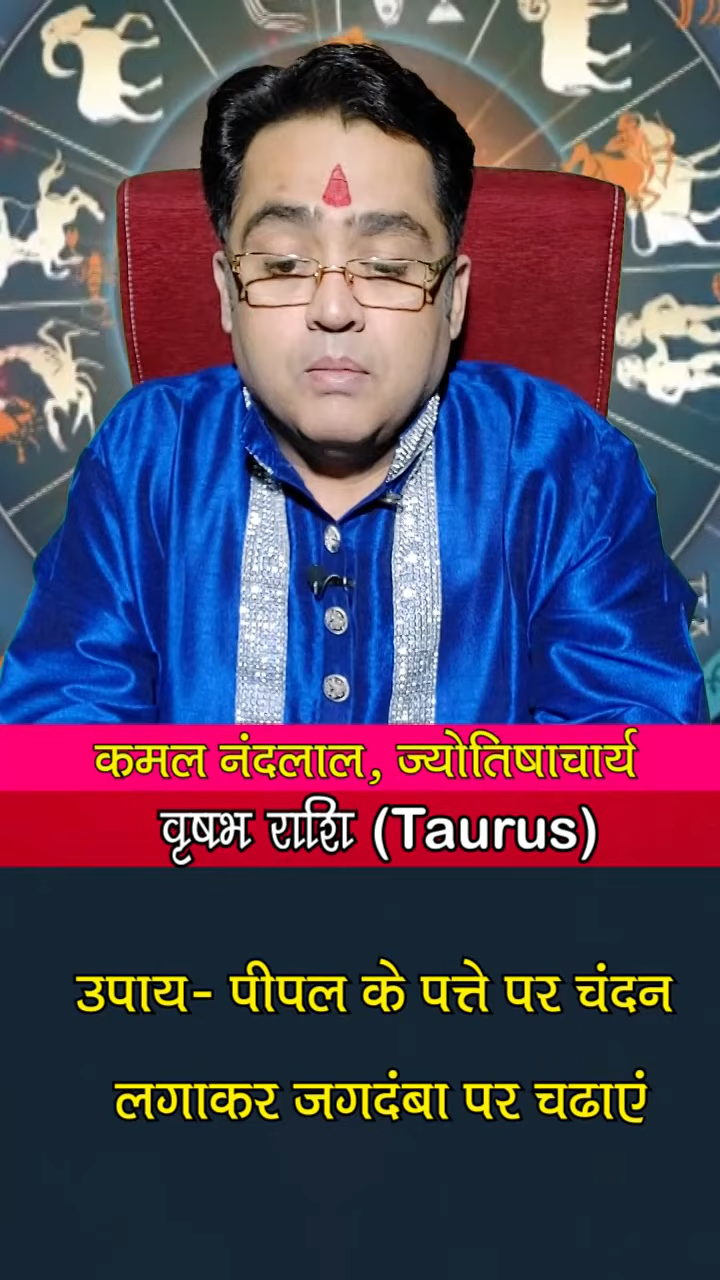 कमल नंदलाल, ज्योतिषाचार्य
वृषभ राशि (Taurus)
उपाय- पीपल के पत्ते पर चंदन
लगाकर जगदंबा पर चढाएं